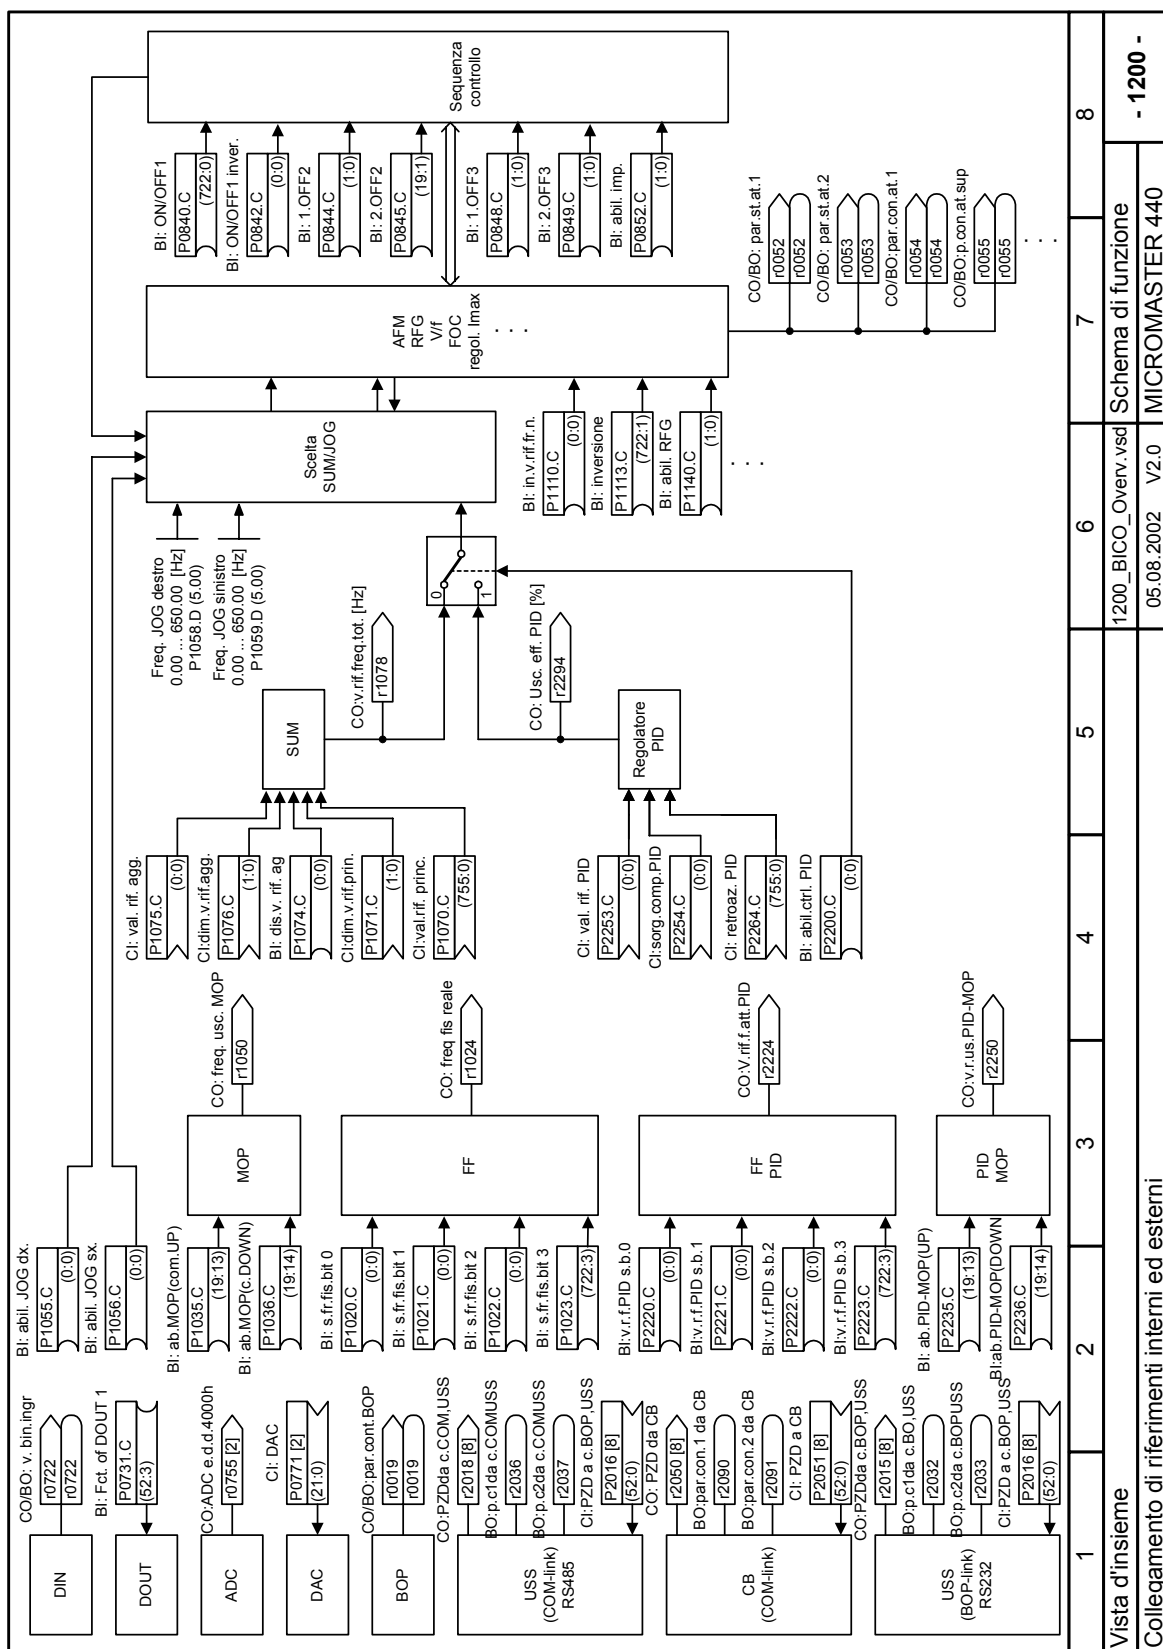 DIN
DOUT
ADC
DAC
BOP
USS
(COM-link)
RS485
CB
(COM-link)
USS
(BOP-link)
RS232
CO/BO: v. bin.ingr
r0722
r0722
BI: Fct. of DOUT 1
P0731.C
(52:3)
CO:ADC e.d.d.4000h
r0755 [2]
CI: DAC
P0771 [2]
(21:0)
CO/BO:par.cont.BOP
r0019
r0019
CO:PZDda c.COM,USS
r2018 [8]
BO:p.c1da c.COMUSS
r2036
BO:p.c2da c.COMUSS
r2037
CI:PZD a c.BOP,USS
P2016 [8]
(52:0)
CO: PZD da CB
r2050 [8]
BO:par.con.1 da CB
r2090
BO:par.con.2 da CB
r2091
CI: PZD a CB
P2051 [8]
(52:0)
CO:PZDda c.BOP,USS
r2015 [8]
BO:p.c1da c.BO,USS
r2032
BO:p.c2da c.BOPUSS
r2033
CI:PZD a c.BOP,USS
P2016 [8]
(52:0)
BI: abil. JOG dx.
P1055.C
(0:0)
BI: abil. JOG sx.
P1056.C
(0:0)
BI: ab.MOP(com.UP)
P1035.C
(19:13)
BI: ab.MOP(c.DOWN)
P1036.C
(19:14)
BI: s.fr.fis.bit 0
P1020.C
(0:0)
BI: s.fr.fis.bit 1
P1021.C
(0:0)
BI: s.fr.fis.bit 2
P1022.C
(0:0)
BI: s.fr.fis.bit 3
P1023.C
(722:3)
BI:v.r.f.PID s.b.0
P2220.C
(0:0)
BI:v.r.f.PID s.b.1
P2221.C
(0:0)
BI:v.r.f.PID s.b.2
P2222.C
(0:0)
BI:v.r.f.PID s.b.3
P2223.C
(722:3)
BI: ab.PID-MOP(UP)
P2235.C
(19:13)
BI:ab.PID-MOP(DOWN
P2236.C
(19:14)
MOP
FF
FF
PID
PID
MOP
CO: freq. usc. MOP
r1050
CO: freq fis reale
r1024
CO:V.rif.f.att.PID
r2224
CO:v.r.us.PID-MOP
r2250
CI: val. rif. agg.
P1075.C
(0:0)
CI:dim.v.rif.agg.
P1076.C
(1:0)
BI: dis.v. rif. ag
P1074.C
(0:0)
CI:dim.v.rif.prin.
P1071.C
(1:0)
CI:val.rif. princ.
P1070.C
(755:0)
CI: val. rif. PID
P2253.C
(0:0)
CI:sorg.comp.PID
P2254.C
(0:0)
CI: retroaz. PID
P2264.C
(755:0)
BI: abil.ctrl. PID
P2200.C
(0:0)
SUM
Regolatore
PID
CO:v.rif.freq.tot. [Hz]
r1078
CO: Usc. eff. PID [%]
r2294
Freq. JOG destro
0.00 ... 650.00 [Hz]
P1058.D (5.00)
Freq. JOG sinistro
0.00 ... 650.00 [Hz]
P1059.D (5.00)
0
1
Scelta
SUM/JOG
BI: in.v.rif.fr.n.
P1110.C
(0:0)
BI: inversione
P1113.C
(722:1)
BI: abil. RFG
P1140.C
(1:0)
. . .
AFM
RFG
V/f
FOC
regol. Imax
. . .
BI: ON/OFF1
P0840.C
(722:0)
BI: ON/OFF1 inver.
P0842.C
(0:0)
BI: 1.OFF2
P0844.C
(1:0)
BI: 2.OFF2
P0845.C
(19:1)
BI: 1.OFF3
P0848.C
(1:0)
BI: 2.OFF3
P0849.C
(1:0)
BI: abil. imp.
P0852.C
(1:0)
Sequenza
controllo
CO/BO: par.st.at.1
r0052
r0052
CO/BO: par.st.at.2
r0053
r0053
CO/BO:par.con.at.1
r0054
r0054
CO/BO:p.con.at.sup
r0055
r0055
. . .
1 2 3 4 5 6 7 8
Vista d'insieme
Collegamento di riferimenti interni ed esterni
1200_BICO_Overv.vsd
05.08.2002 V2.0
Schema di funzione
MICROMASTER 440
- 1200 -